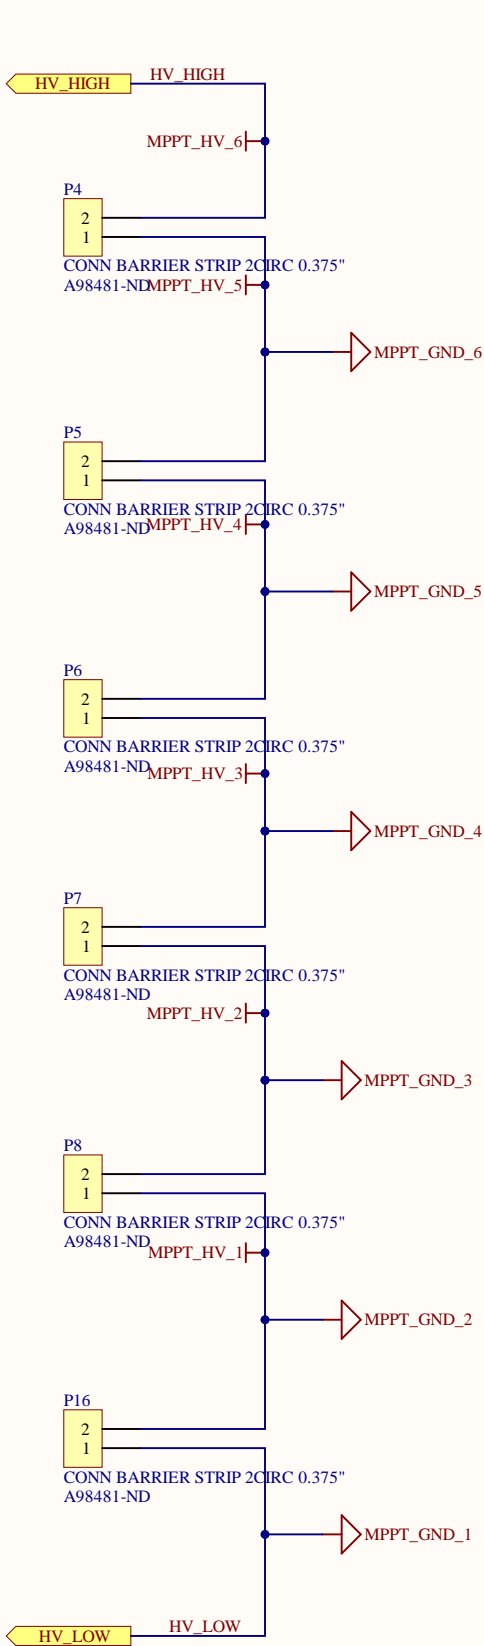 HV_HIGH
HV_HIGH
MPPT_HV_6
P4
2
1
CONN BARRIER STRIP 2CIRC 0.375"
A98481-ND
MPPT_HV_5
MPPT_GND_6
P5
2
1
CONN BARRIER STRIP 2CIRC 0.375"
A98481-ND
MPPT_HV_4
MPPT_GND_5
P6
2
1
CONN BARRIER STRIP 2CIRC 0.375"
A98481-ND
MPPT_HV_3
MPPT_GND_4
P7
2
1
CONN BARRIER STRIP 2CIRC 0.375"
A98481-ND
MPPT_HV_2
MPPT_GND_3
P8
2
1
CONN BARRIER STRIP 2CIRC 0.375"
A98481-ND
MPPT_HV_1
MPPT_GND_2
P16
2
1
CONN BARRIER STRIP 2CIRC 0.375"
A98481-ND
MPPT_GND_1
HV_LOW
HV_LOW